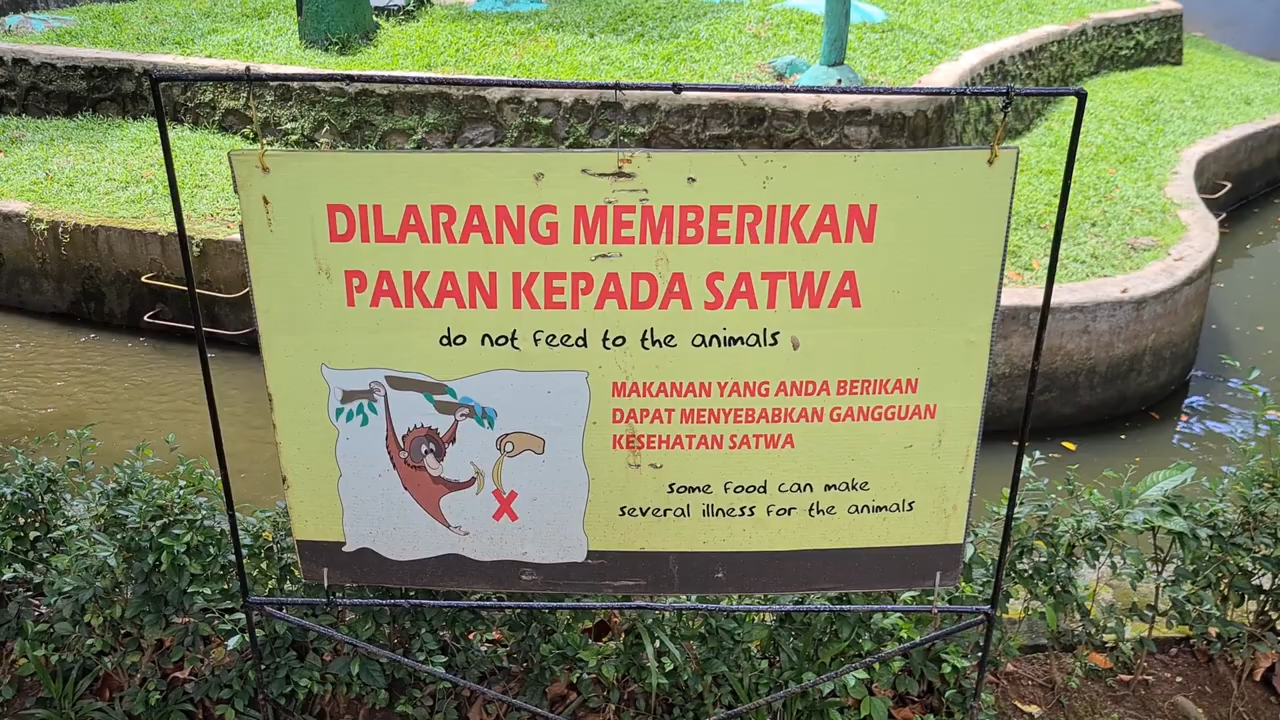 DILARANG MEMBERIKAN
PAKAN KEPADA SATWA
do not feed to the animals
MAKANAN YANG ANDA BERIKAN
DAPAT MENYEBABKAN GANGGUAN
KESEHATAN SATWA
some food can make
several illness for the animals